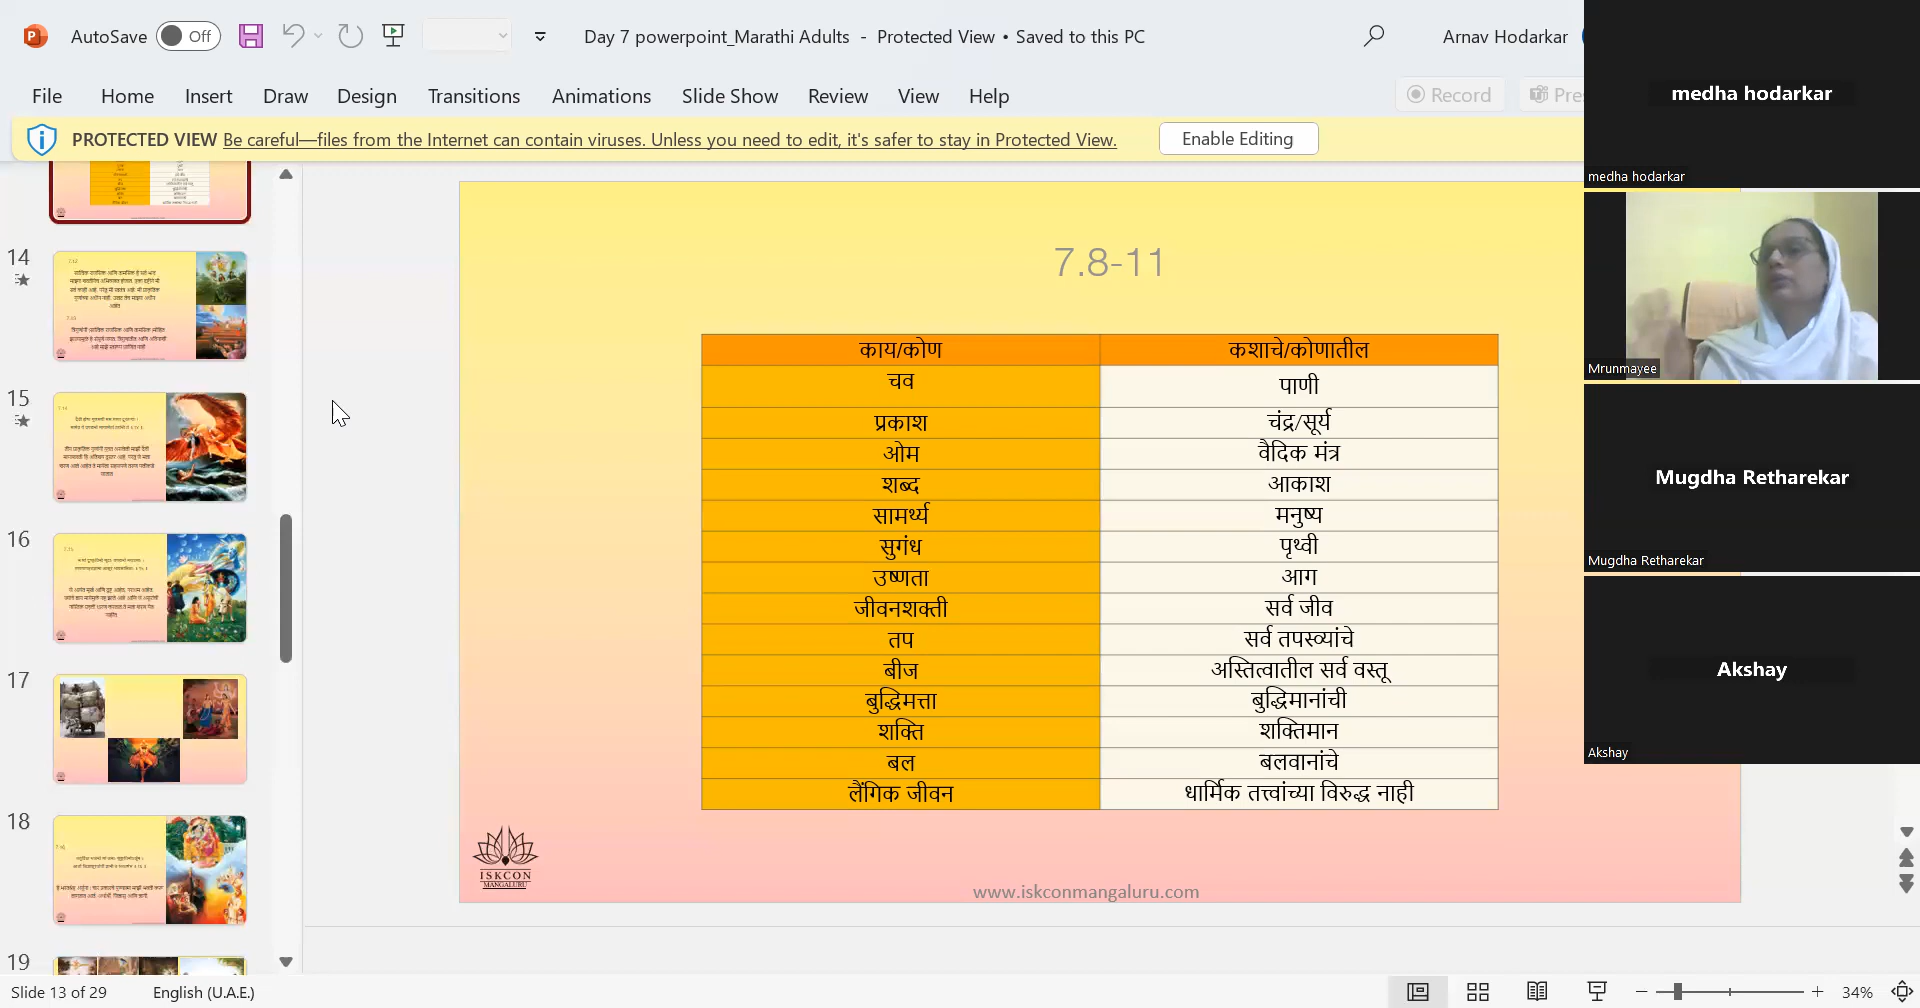 AutoSave Off
Day 7 powerpoint_Marathi Adults - Protected View • Saved to this PC
Arnav Hodarkar
File Home Insert Draw Design Transitions Animations Slide Show Review View Help
Record
PROTECTED VIEW Be careful—files from the Internet can contain viruses. Unless you need to edit, it's safer to stay in Protected View.
Enable Editing
14
15
16
17
18
19
7.8-11
काय/कोण कशाचे/कोणातील
चव पाणी
प्रकाश चंद्र/सूर्य
ओम वैदिक मंत्र
शब्द आकाश
सामर्थ्य मनुष्य
सुगंध पृथ्वी
उष्णता आग
जीवनशक्ती सर्व जीव
तप सर्व तपस्व्यांचे
बीज अस्तित्वातील सर्व वस्तू
बुद्धिमत्ता बुद्धिमानांची
शक्ति शक्तिमान
बल बलवानांचे
लैंगिक जीवन धार्मिक तत्त्वांच्या विरुद्ध नाही
ISKCON
MANGALURU
www.iskconmangaluru.com
medha hodarkar
medha hodarkar
Mrunmayee
Mugdha Retharekar
Mugdha Retharekar
Akshay
Akshay
Slide 13 of 29
English (U.A.E.)
34%